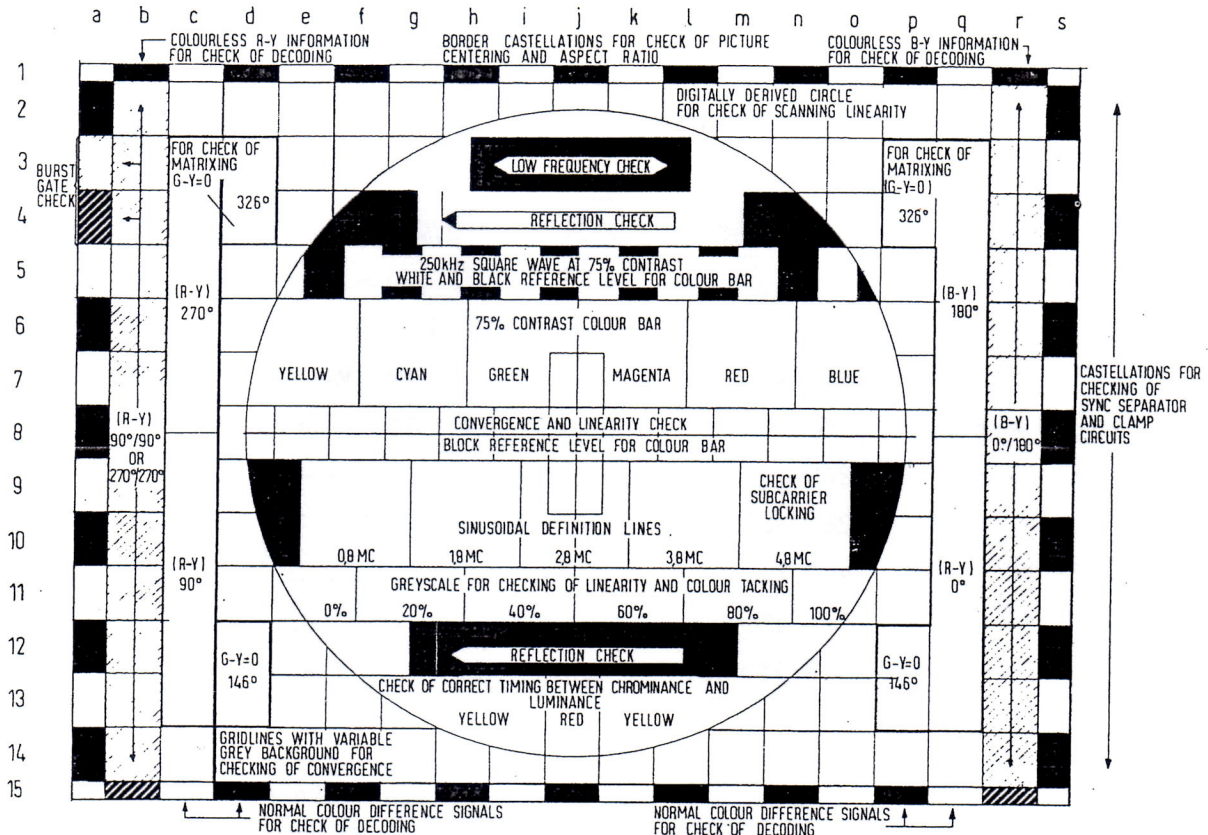 a b c d e f g h i j k l m n o p q r s
COLOURLESS R-Y INFORMATION
FOR CHECK OF DECODING
BORDER CASTELLATIONS FOR CHECK OF PICTURE
CENTERING AND ASPECT RATIO
COLOURLESS B-Y INFORMATION
FOR CHECK OF DECODING
1
2
3
4
5
6
7
8
9
10
11
12
13
14
15
DIGITALLY DERIVED CIRCLE
FOR CHECK OF SCANNING LINEARITY
BURST
GATE
CHECK
FOR CHECK OF
MATRIXING
G-Y=0
326°
LOW FREQUENCY CHECK
FOR CHECK OF
MATRIXING
(G-Y=0)
326°
REFLECTION CHECK
250kHz SQUARE WAVE AT 75% CONTRAST
WHITE AND BLACK REFERENCE LEVEL FOR COLOUR BAR
(R-Y)
270°
(B-Y)
180°
75% CONTRAST COLOUR BAR
YELLOW CYAN GREEN MAGENTA RED BLUE
CASTELLATIONS FOR
CHECKING OF
SYNC SEPARATOR
AND CLAMP
CIRCUITS
(R-Y)
90°/90°
OR
270°/270°
CONVERGENCE AND LINEARITY CHECK
BLOCK REFERENCE LEVEL FOR COLOUR BAR
(B-Y)
0°/180°
CHECK OF
SUBCARRIER
LOCKING
SINUSOIDAL DEFINITION LINES
0,8 MC 1,8 MC 2,8 MC 3,8 MC 4,8 MC
(R-Y)
90°
(R-Y)
0°
GREYSCALE FOR CHECKING OF LINEARITY AND COLOUR TACKING
0% 20% 40% 60% 80% 100%
G-Y=0
146°
REFLECTION CHECK
G-Y=0
146°
CHECK OF CORRECT TIMING BETWEEN CHROMINANCE AND
LUMINANCE
YELLOW RED YELLOW
GRIDLINES WITH VARIABLE
GREY BACKGROUND FOR
CHECKING OF CONVERGENCE
NORMAL COLOUR DIFFERENCE SIGNALS
FOR CHECK OF DECODING
NORMAL COLOUR DIFFERENCE SIGNALS
FOR CHECK OF DECODING